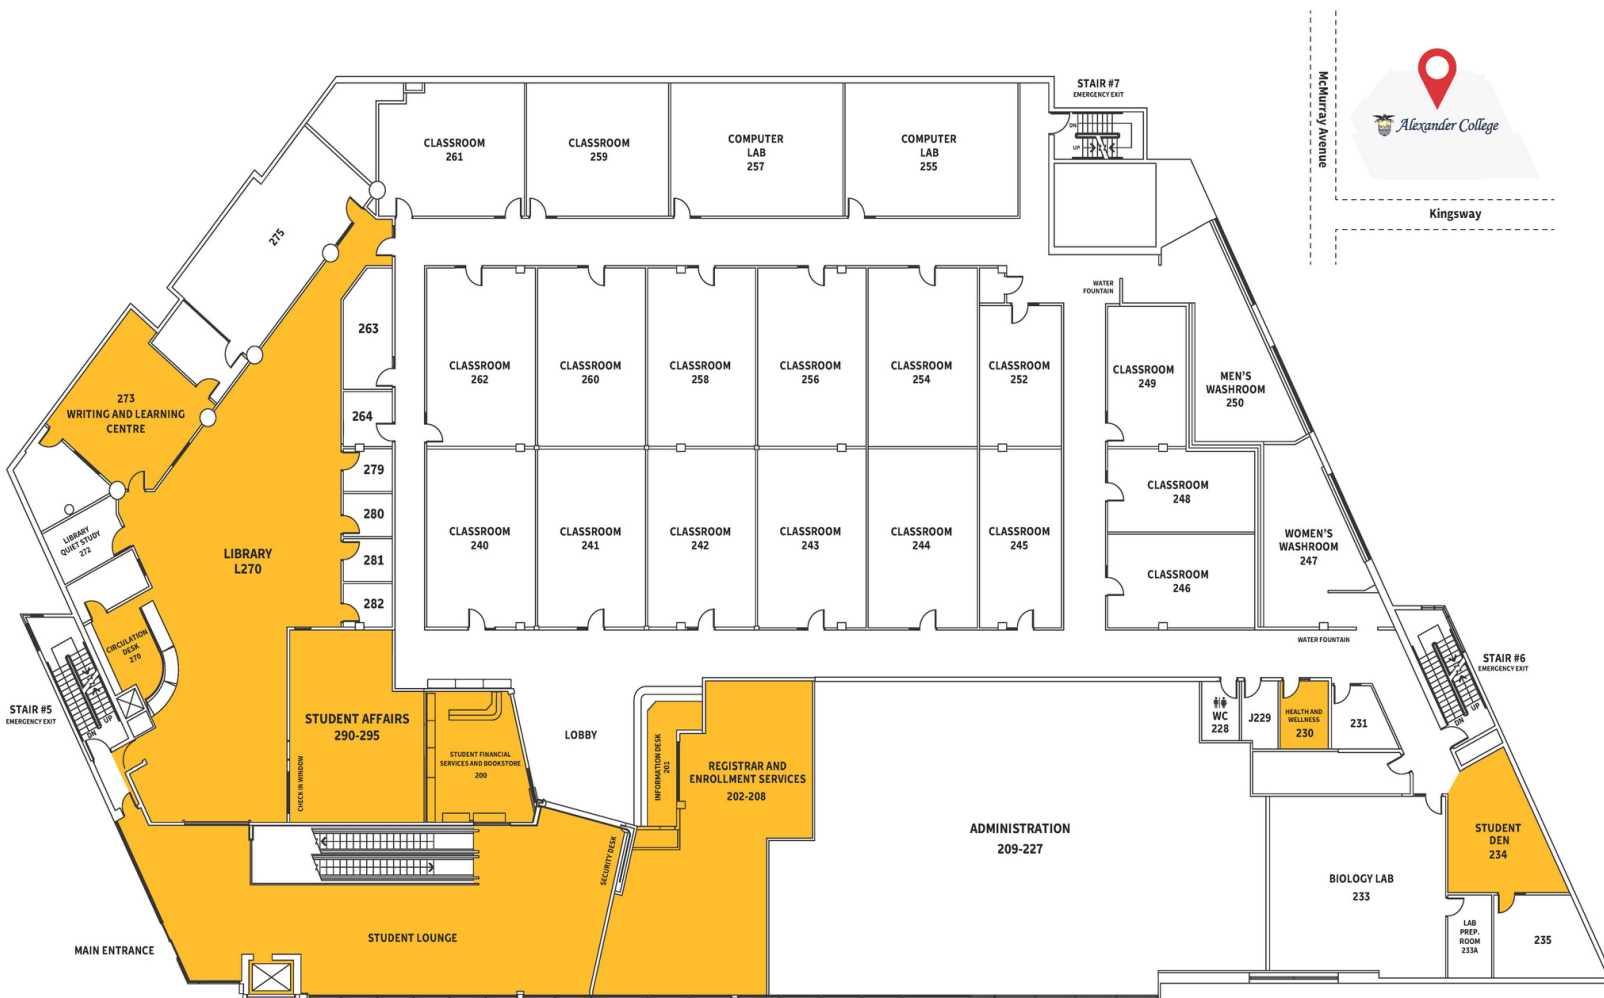 STAIR #7
EMERGENCY EXIT
DN
UP
McMurray Avenue
Alexander College
Kingsway
CLASSROOM
261
CLASSROOM
259
COMPUTER
LAB
257
COMPUTER
LAB
255
275
WATER
FOUNTAIN
263
CLASSROOM
262
CLASSROOM
260
CLASSROOM
258
CLASSROOM
256
CLASSROOM
254
CLASSROOM
252
CLASSROOM
249
MEN'S
WASHROOM
250
273
WRITING AND LEARNING
CENTRE
264
279
280
281
282
LIBRARY
QUIET STUDY
272
LIBRARY
L270
CLASSROOM
240
CLASSROOM
241
CLASSROOM
242
CLASSROOM
243
CLASSROOM
244
CLASSROOM
245
CLASSROOM
248
CLASSROOM
246
WOMEN'S
WASHROOM
247
CIRCULATION
DESK
270
WATER FOUNTAIN
STAIR #6
EMERGENCY EXIT
DN
UP
STAIR #5
EMERGENCY EXIT
DN
UP
STUDENT AFFAIRS
290-295
CHECK IN WINDOW
STUDENT FINANCIAL
SERVICES AND BOOKSTORE
200
LOBBY
INFORMATION DESK
201
REGISTRAR AND
ENROLLMENT SERVICES
202-208
WC
228
J229
HEALTH AND
WELLNESS
230
231
ADMINISTRATION
209-227
STUDENT
DEN
234
BIOLOGY LAB
233
LAB
PREP.
ROOM
233A
235
SECURITY DESK
STUDENT LOUNGE
MAIN ENTRANCE